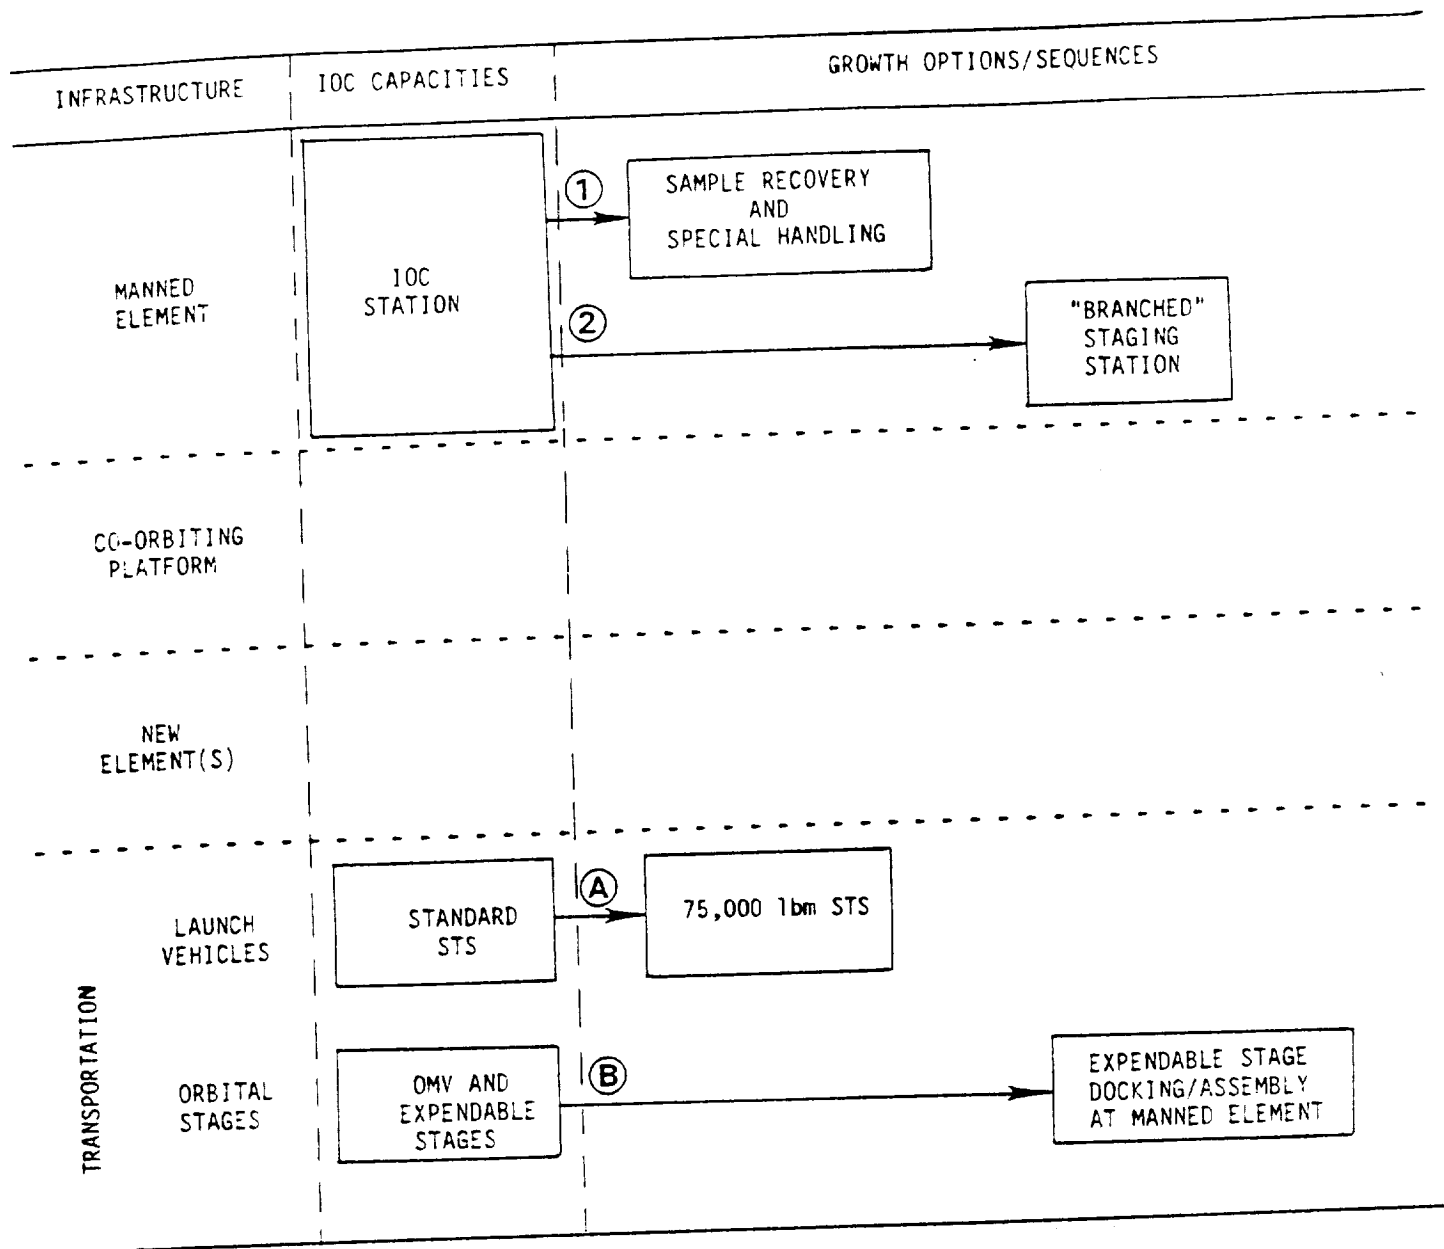 INFRASTRUCTURE
IOC CAPACITIES
GROWTH OPTIONS/SEQUENCES
MANNED
ELEMENT
IOC
STATION
1
SAMPLE RECOVERY
AND
SPECIAL HANDLING
2
"BRANCHED"
STAGING
STATION
CO-ORBITING
PLATFORM
NEW
ELEMENT(S)
TRANSPORTATION
LAUNCH
VEHICLES
STANDARD
STS
A
75,000 lbm STS
ORBITAL
STAGES
OMV AND
EXPENDABLE
STAGES
B
EXPENDABLE STAGE
DOCKING/ASSEMBLY
AT MANNED ELEMENT